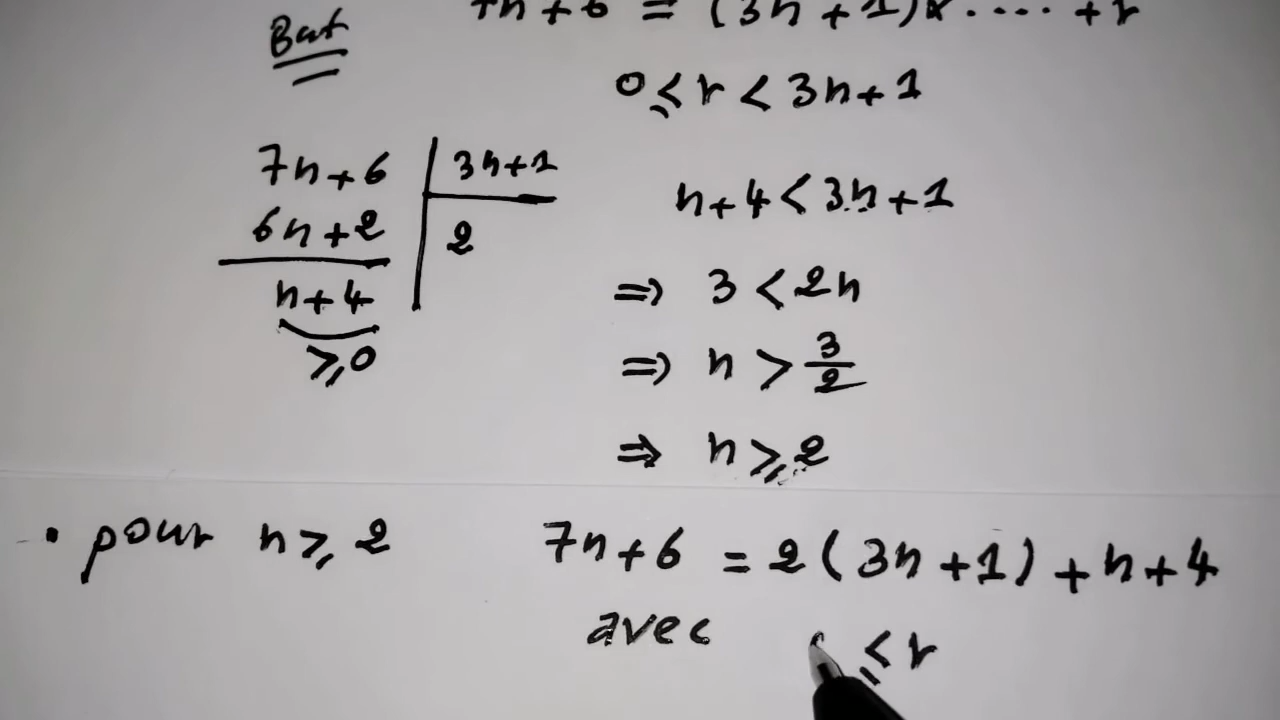 But
7n+6 = (3n+1)× ..... +r
0 ≤ r < 3n+1
7n+6 | 3n+1
6n+2 | 2
n+4
≥0
n+4 < 3n+1
⇒ 3 < 2n
⇒ n > 3/2
⇒ n ≥ 2
• pour n ≥ 2 7n+6 = 2(3n+1)+n+4
avec ≤ r